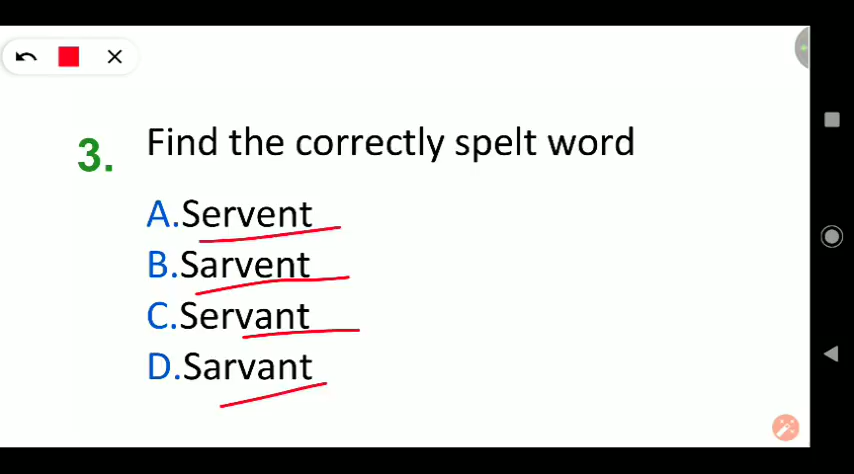 3. Find the correctly spelt word
A.Servent
B.Sarvent
C.Servant
D.Sarvant